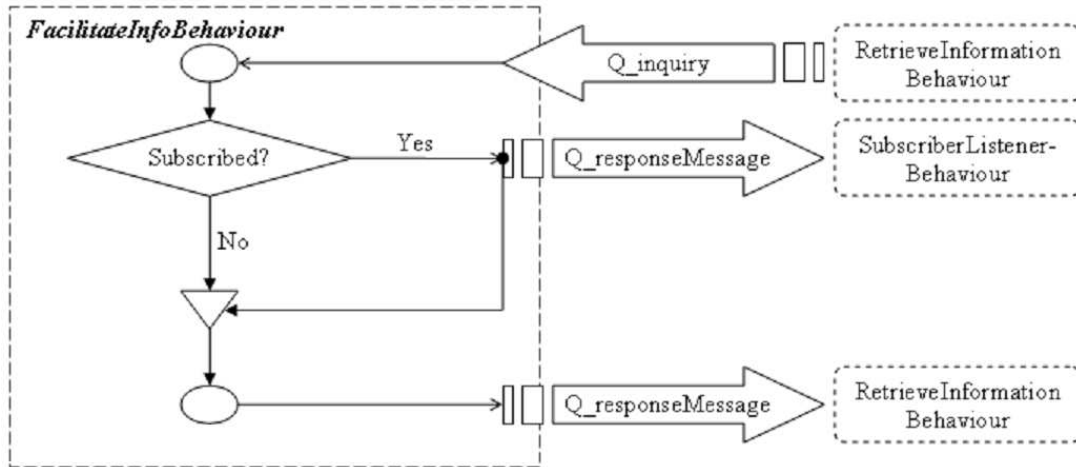 FacilitateInfoBehaviour
Q_inquiry
RetrieveInformation
Behaviour
Subscribed?
Yes
Q_responseMessage
SubscriberListener-
Behaviour
No
Q_responseMessage
RetrieveInformation
Behaviour